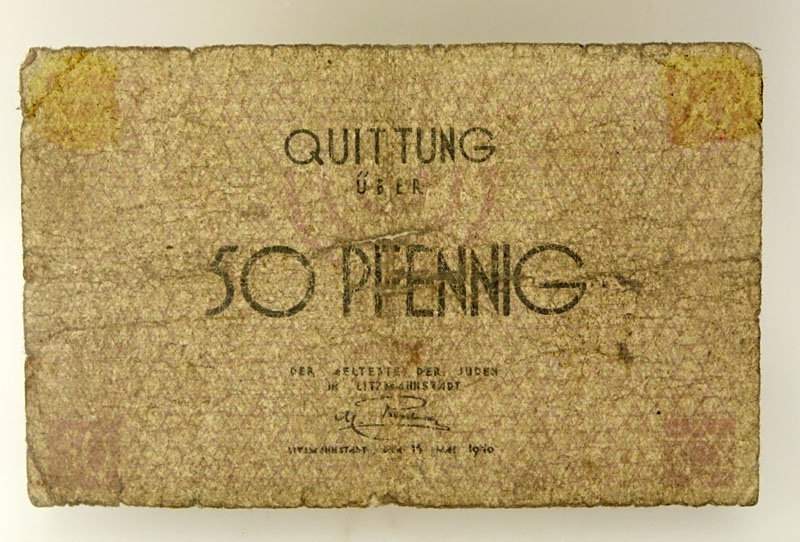 QUITTUNG
ÜBER
50 PFENNIG
DER AELTESTE DER JUDEN
IN LITZMANNSTADT
LITZMANNSTADT, DEN 15 MAI 1940